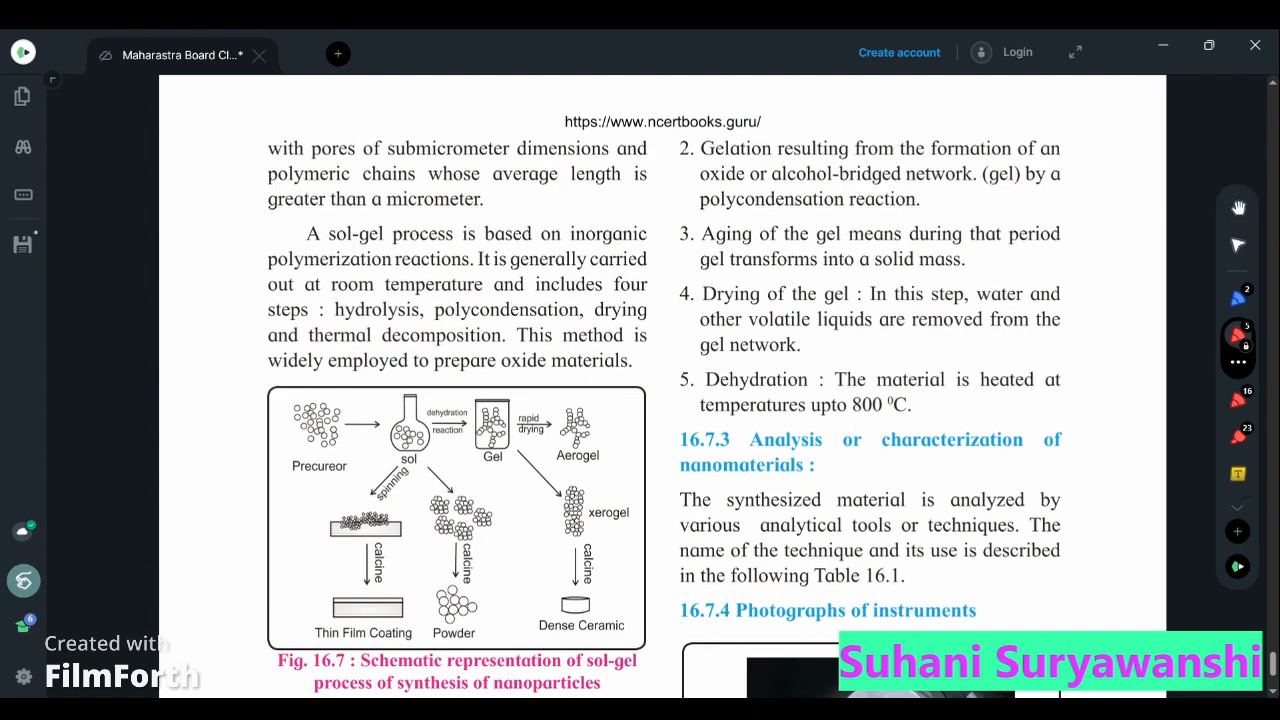 Maharastra Board Cl...*
Create account
Login
https://www.ncertbooks.guru/
with pores of submicrometer dimensions and
polymeric chains whose average length is
greater than a micrometer.
A sol-gel process is based on inorganic
polymerization reactions. It is generally carried
out at room temperature and includes four
steps : hydrolysis, polycondensation, drying
and thermal decomposition. This method is
widely employed to prepare oxide materials.
Precureor
sol
dehydration
reaction
Gel
rapid
drying
Aerogel
spinning
xerogel
calcine
calcine
calcine
Thin Film Coating
Powder
Dense Ceramic
Fig. 16.7 : Schematic representation of sol-gel
process of synthesis of nanoparticles
2. Gelation resulting from the formation of an
oxide or alcohol-bridged network. (gel) by a
polycondensation reaction.
3. Aging of the gel means during that period
gel transforms into a solid mass.
4. Drying of the gel : In this step, water and
other volatile liquids are removed from the
gel network.
5. Dehydration : The material is heated at
temperatures upto 800 ⁰C.
16.7.3 Analysis or characterization of
nanomaterials :
The synthesized material is analyzed by
various analytical tools or techniques. The
name of the technique and its use is described
in the following Table 16.1.
16.7.4 Photographs of instruments
2
5
16
23
T
6
Created with
FilmForth
Suhani Suryawanshi